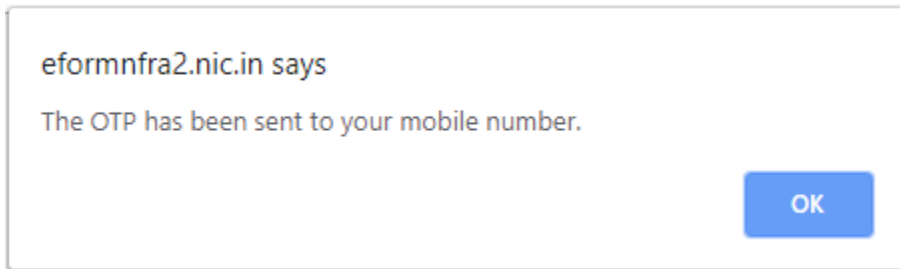 eformnfra2.nic.in says
The OTP has been sent to your mobile number.
OK